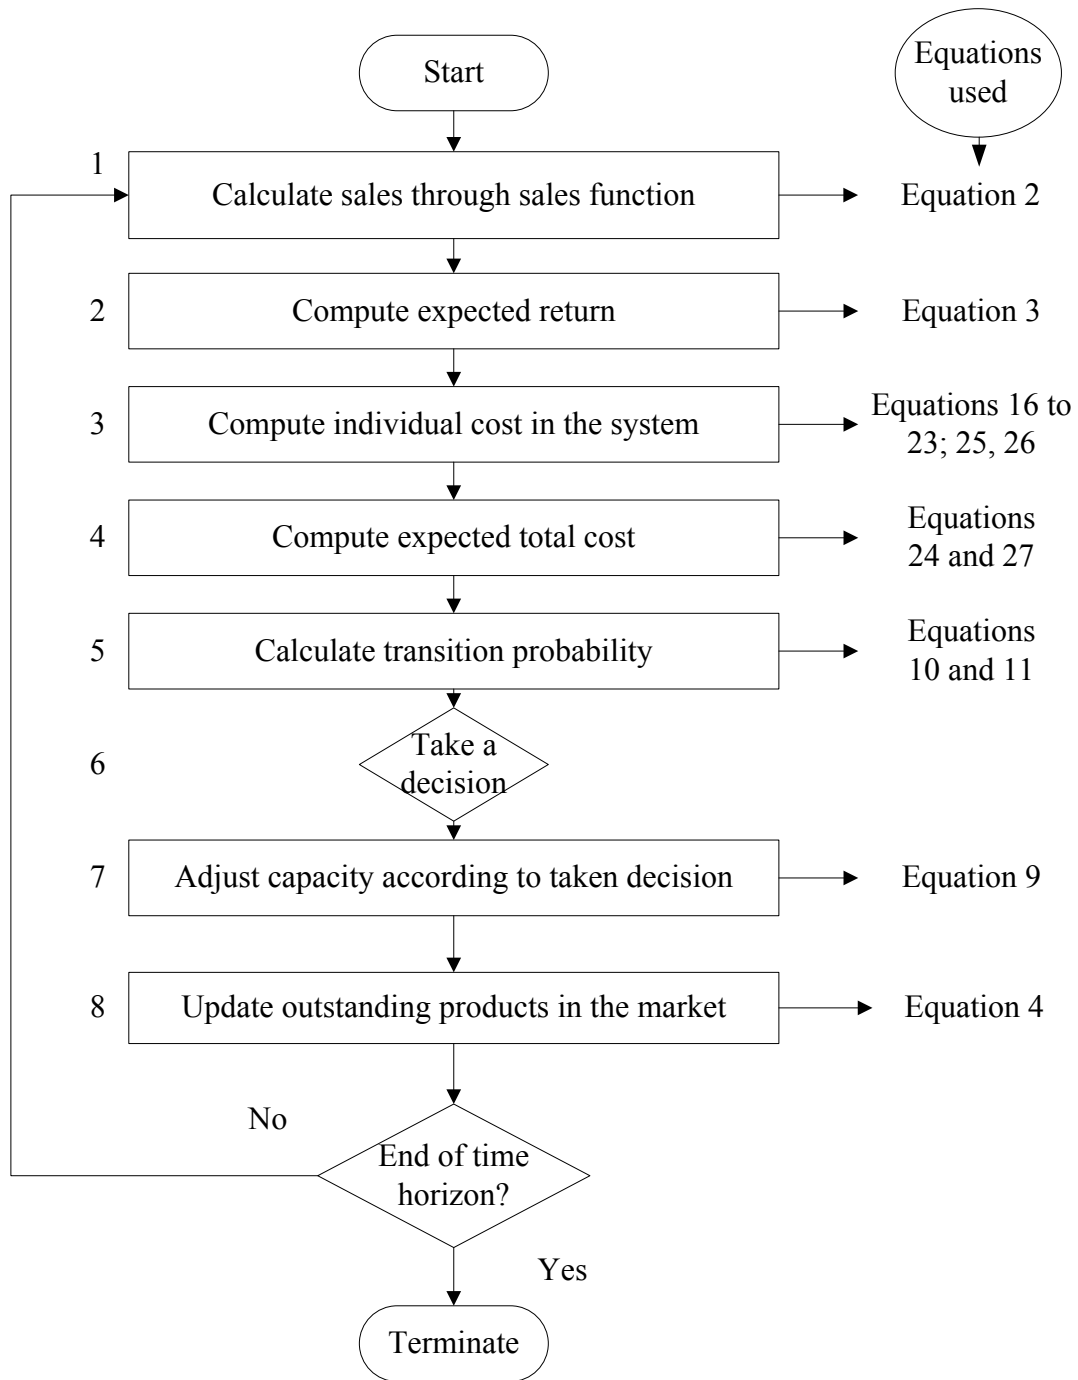 Start
Equations
used
1
Calculate sales through sales function
Equation 2
2
Compute expected return
Equation 3
3
Compute individual cost in the system
Equations 16 to
23; 25, 26
4
Compute expected total cost
Equations
24 and 27
5
Calculate transition probability
Equations
10 and 11
6
Take a
decision
7
Adjust capacity according to taken decision
Equation 9
8
Update outstanding products in the market
Equation 4
No
End of time
horizon?
Yes
Terminate